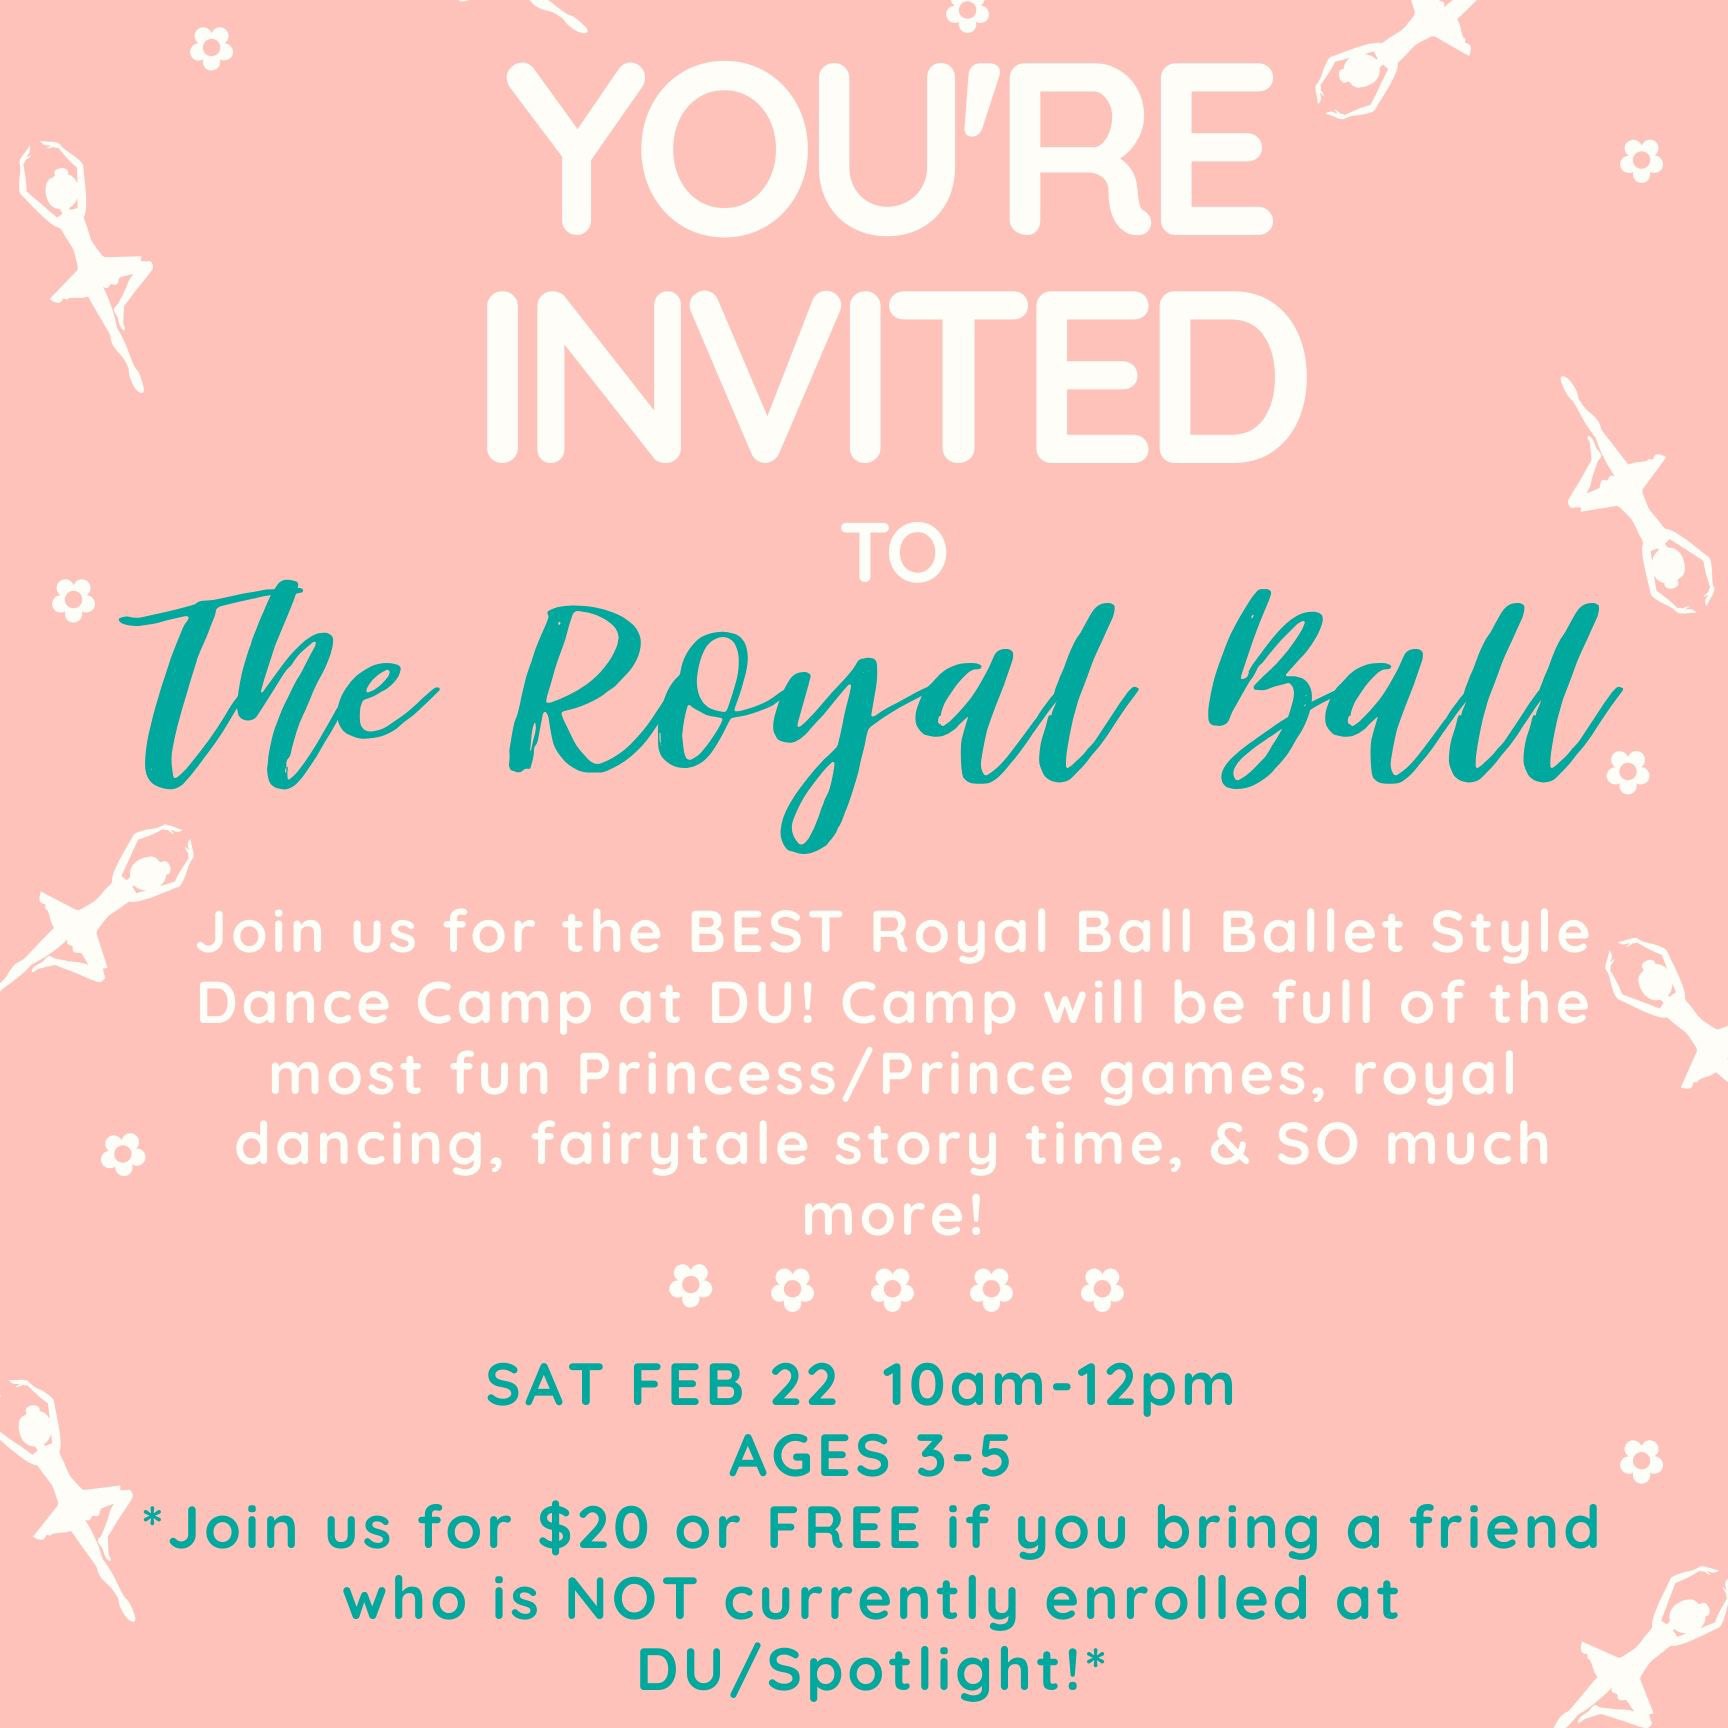 YOU'RE
INVITED
TO
The Royal Ball
Join us for the BEST Royal Ball Ballet Style
Dance Camp at DU! Camp will be full of the
most fun Princess/Prince games, royal
dancing, fairytale story time, & SO much
more!
SAT FEB 22  10am-12pm
AGES 3-5
*Join us for $20 or FREE if you bring a friend
who is NOT currently enrolled at
DU/Spotlight!*